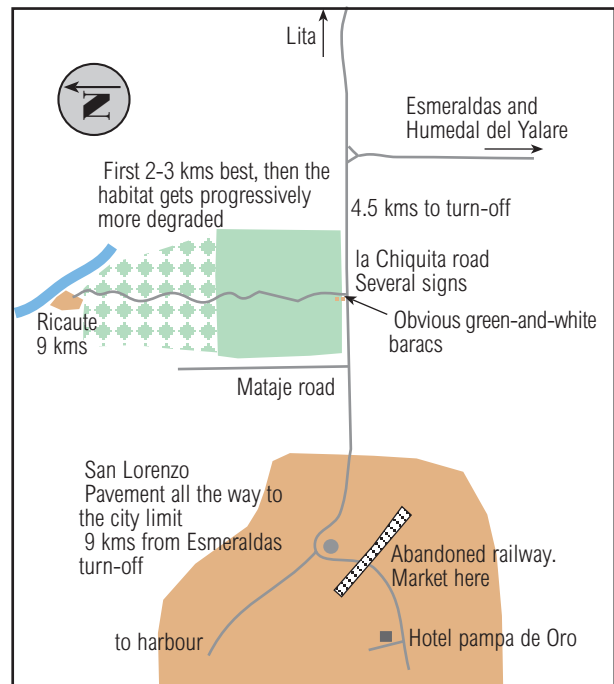 Lita
N
Esmeraldas and
Humedal del Yalare
First 2-3 kms best, then the
habitat gets progressively
more degraded
4.5 kms to turn-off
la Chiquita road
Several signs
Obvious green-and-white
baracs
Ricaute
9 kms
Mataje road
San Lorenzo
Pavement all the way to
the city limit
9 kms from Esmeraldas
turn-off
Abandoned railway.
Market here
to harbour
Hotel pampa de Oro